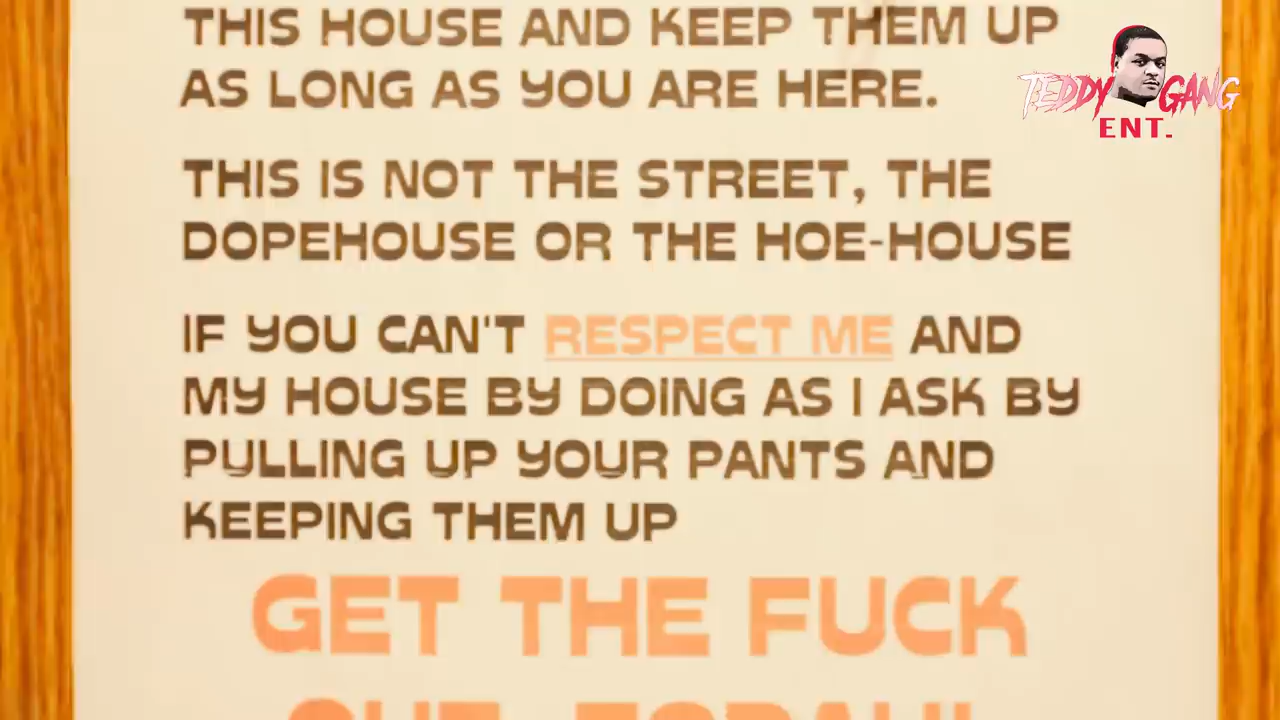 THIS HOUSE AND KEEP THEM UP
AS LONG AS YOU ARE HERE.
THIS IS NOT THE STREET, THE
DOPEHOUSE OR THE HOE-HOUSE
IF YOU CAN'T RESPECT ME AND
MY HOUSE BY DOING AS I ASK BY
PULLING UP YOUR PANTS AND
KEEPING THEM UP
GET THE FUCK
TEDDY GANG
ENT.